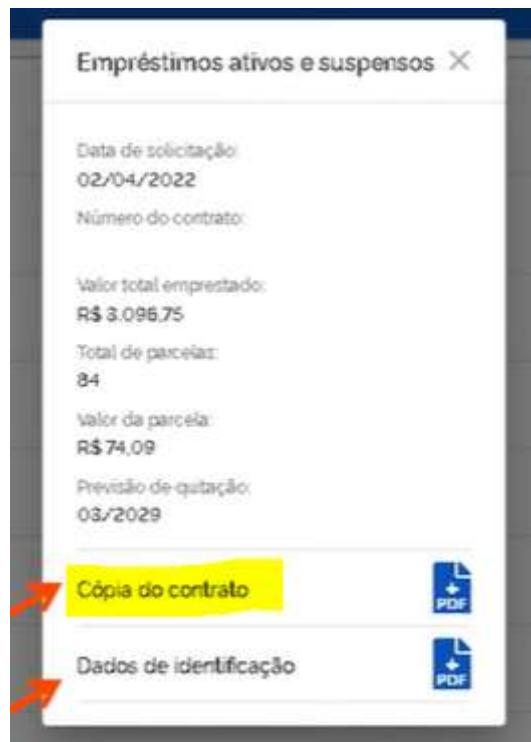 Empréstimos ativos e suspensos
Data de solicitação:
02/04/2022
Número do contrato:
Valor total emprestado:
R$ 3.096,75
Total de parcelas:
84
Valor da parcela:
R$ 74,09
Previsão de quitação:
03/2029
Cópia do contrato
PDF
Dados de identificação
PDF